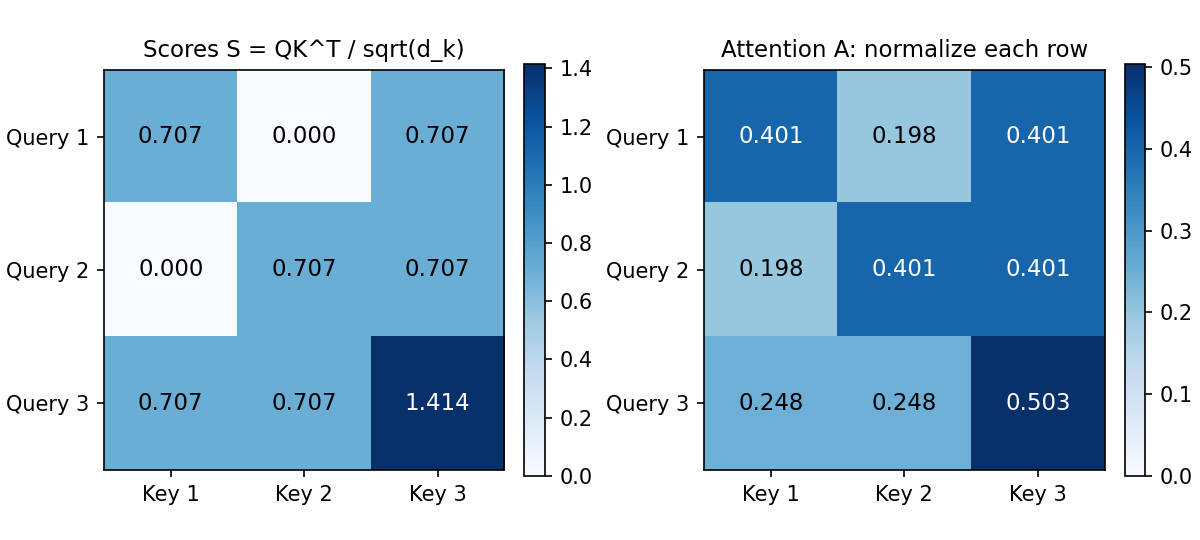 Scores S = QK^T / sqrt(d_k)
Query 1
Query 2
Query 3
0.707 0.000 0.707
0.000 0.707 0.707
0.707 0.707 1.414
Key 1 Key 2 Key 3
1.4
1.2
1.0
0.8
0.6
0.4
0.2
0.0
Attention A: normalize each row
Query 1
Query 2
Query 3
0.401 0.198 0.401
0.198 0.401 0.401
0.248 0.248 0.503
Key 1 Key 2 Key 3
0.5
0.4
0.3
0.2
0.1
0.0